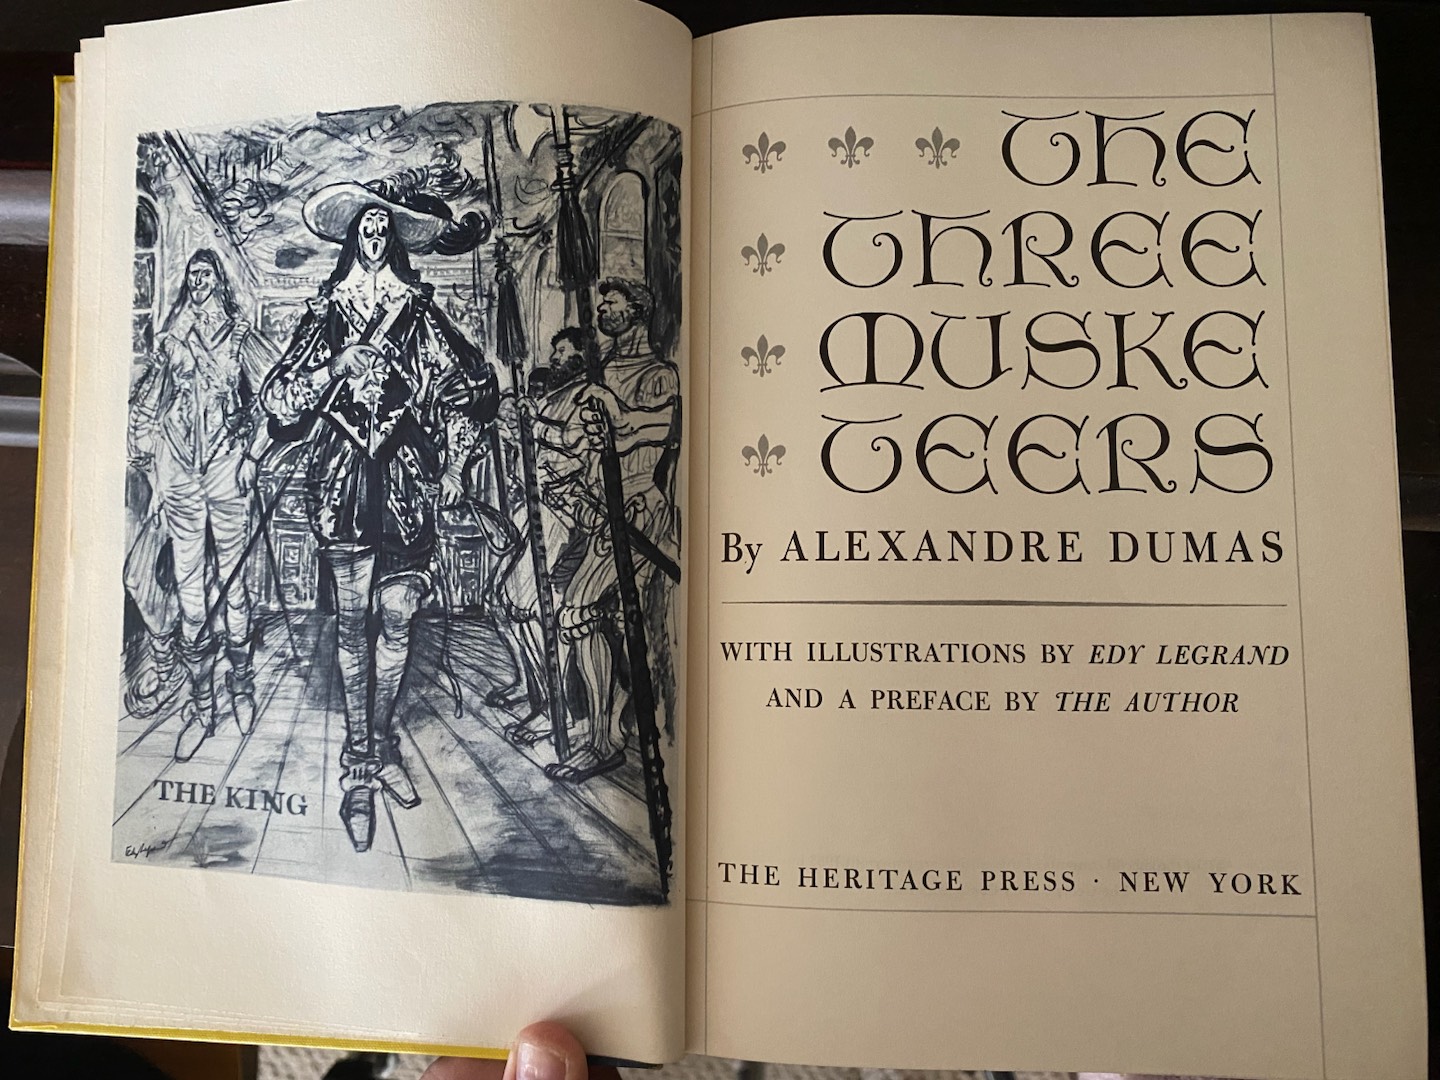 THE KING
THE
THREE
MUSKE
TEERS
By ALEXANDRE DUMAS
WITH ILLUSTRATIONS BY EDY LEGRAND
AND A PREFACE BY THE AUTHOR
THE HERITAGE PRESS · NEW YORK